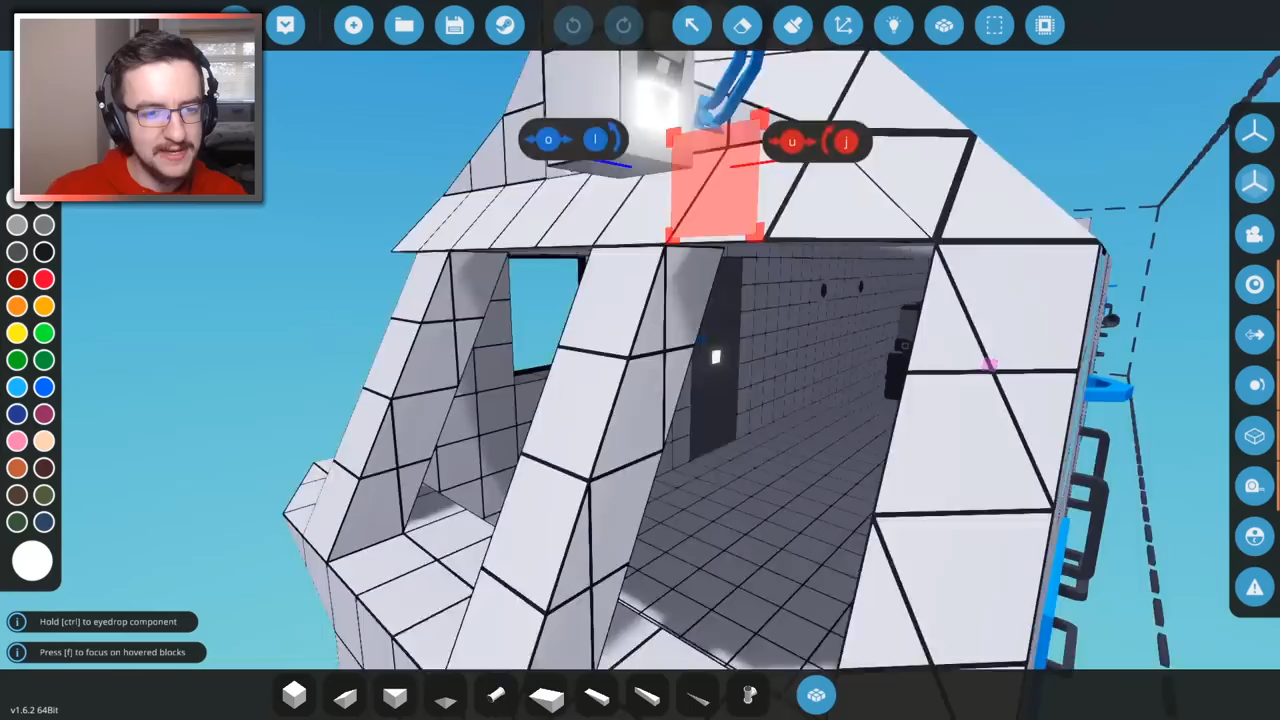 o l
u j
Hold [ctrl] to eyedrop component
Press [f] to focus on hovered blocks
v1.6.2 64Bit